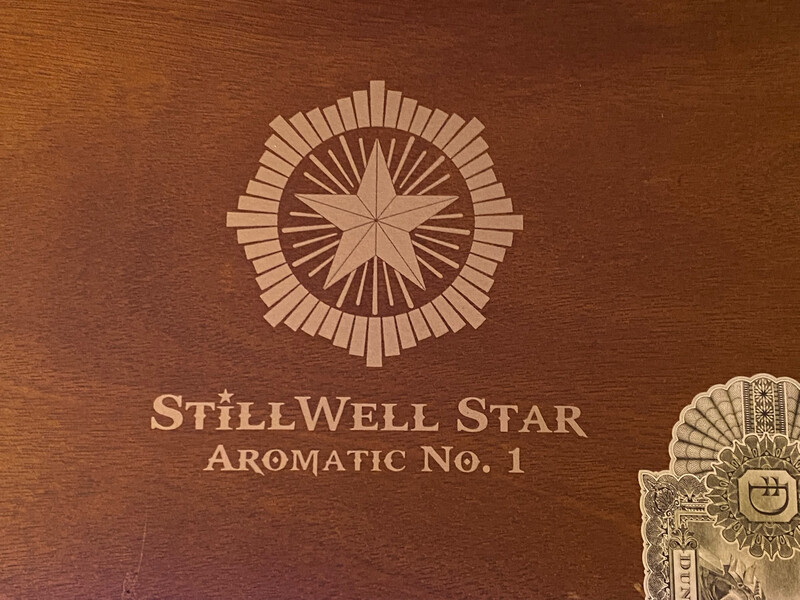 StillWell Star
Aromatic No. 1
D